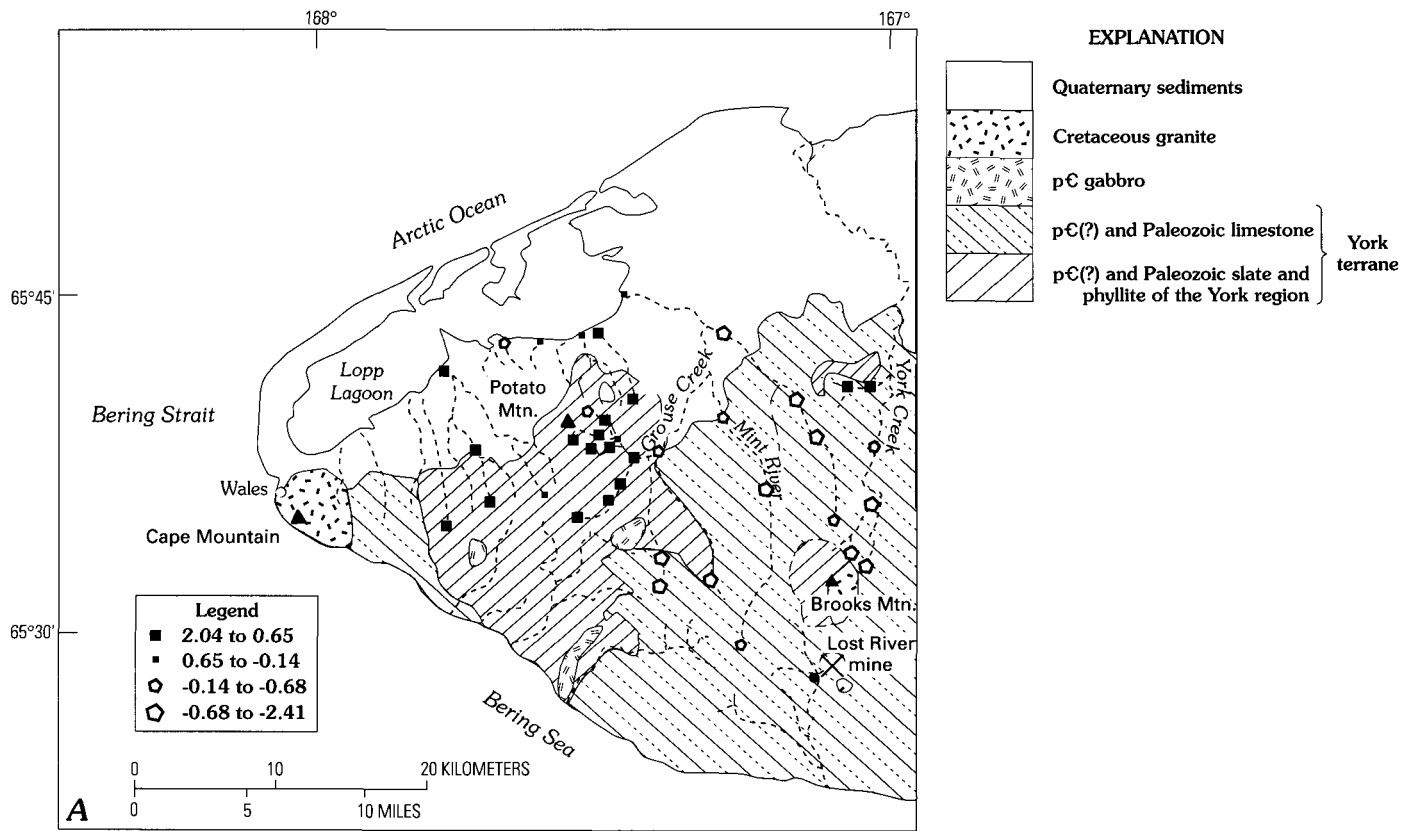 168°
167°
EXPLANATION
Quaternary sediments
Cretaceous granite
p€ gabbro
p€(?) and Paleozoic limestone
p€(?) and Paleozoic slate and
phyllite of the York region
York
terrane
Arctic Ocean
65°45'
Lopp
Lagoon
Potato
Mtn.
Grouse Creek
York Creek
Mint River
Bering Strait
Wales
Cape Mountain
Brooks Mtn.
65°30'
Lost River
mine
Legend
2.04 to 0.65
0.65 to -0.14
-0.14 to -0.68
-0.68 to -2.41
Bering Sea
0 10 20 KILOMETERS
0 5 10 MILES
A